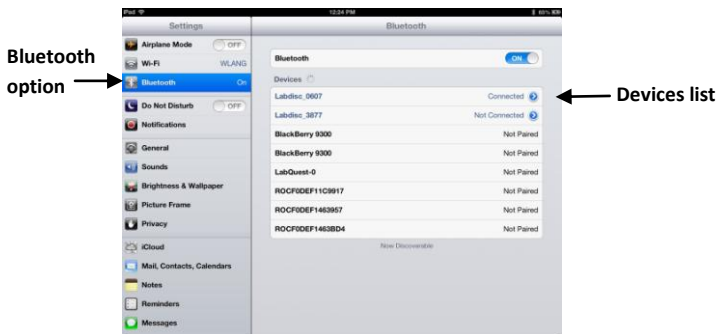 iPad
12:24 PM
Settings
Bluetooth
Airplane Mode OFF
Wi-Fi WLANG
Bluetooth On
Do Not Disturb OFF
Notifications
General
Sounds
Brightness & Wallpaper
Picture Frame
Privacy
iCloud
Mail, Contacts, Calendars
Notes
Reminders
Messages
Bluetooth ON
Devices
Labdisc_0607 Connected
Labdisc_3877 Not Connected
BlackBerry 9300 Not Paired
BlackBerry 9300 Not Paired
LabQuest-0 Not Paired
ROCF0DEF11C9917 Not Paired
ROCF0DEF1463957 Not Paired
ROCF0DEF1463BD4 Not Paired
Now Discoverable
Bluetooth
option
Devices list